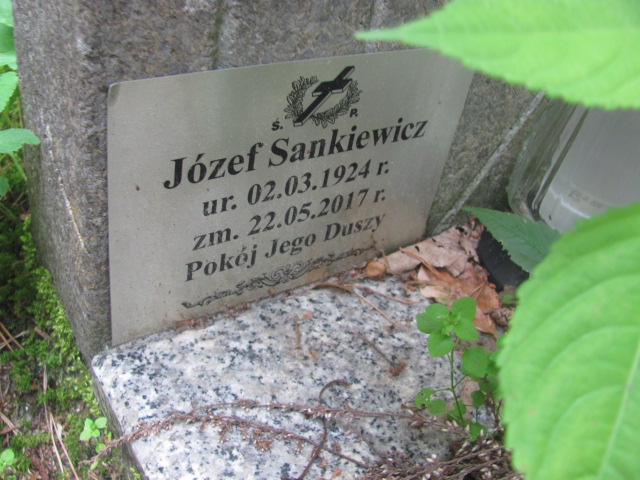 Ś. P.
Józef Sankiewicz
ur. 02.03.1924 r.
zm. 22.05.2017 r.
Pokój Jego Duszy